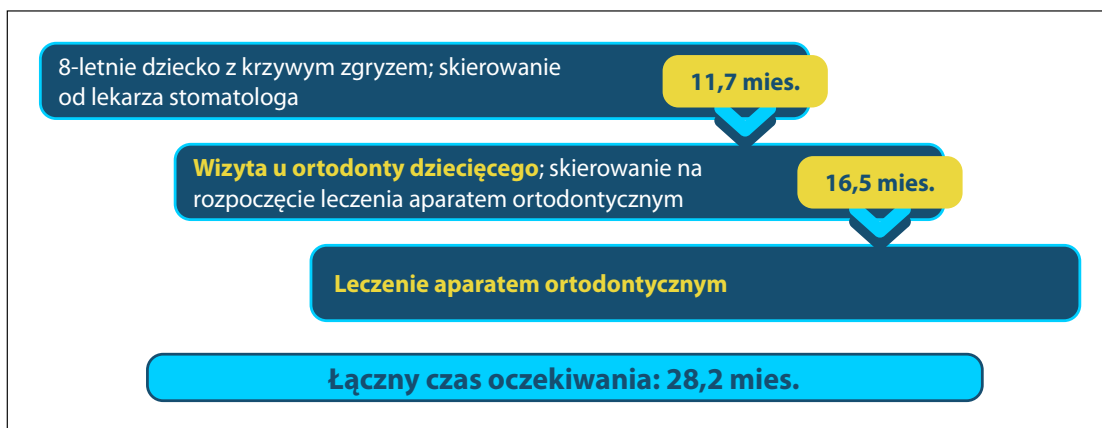 8-letnie dziecko z krzywym zgryzem; skierowanie
od lekarza stomatologa
11,7 mies.
Wizyta u ortodonty dziecięcego; skierowanie na
rozpoczęcie leczenia aparatem ortodontycznym
16,5 mies.
Leczenie aparatem ortodontycznym
Łączny czas oczekiwania: 28,2 mies.